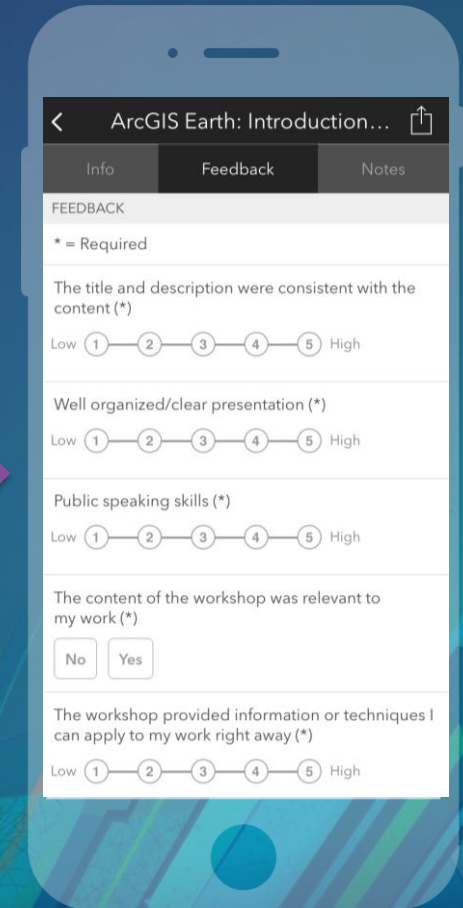 ArcGIS Earth: Introduction...
Info Feedback Notes
FEEDBACK
* = Required
The title and description were consistent with the
content (*)
Low 1 2 3 4 5 High
Well organized/clear presentation (*)
Low 1 2 3 4 5 High
Public speaking skills (*)
Low 1 2 3 4 5 High
The content of the workshop was relevant to
my work (*)
No Yes
The workshop provided information or techniques I
can apply to my work right away (*)
Low 1 2 3 4 5 High